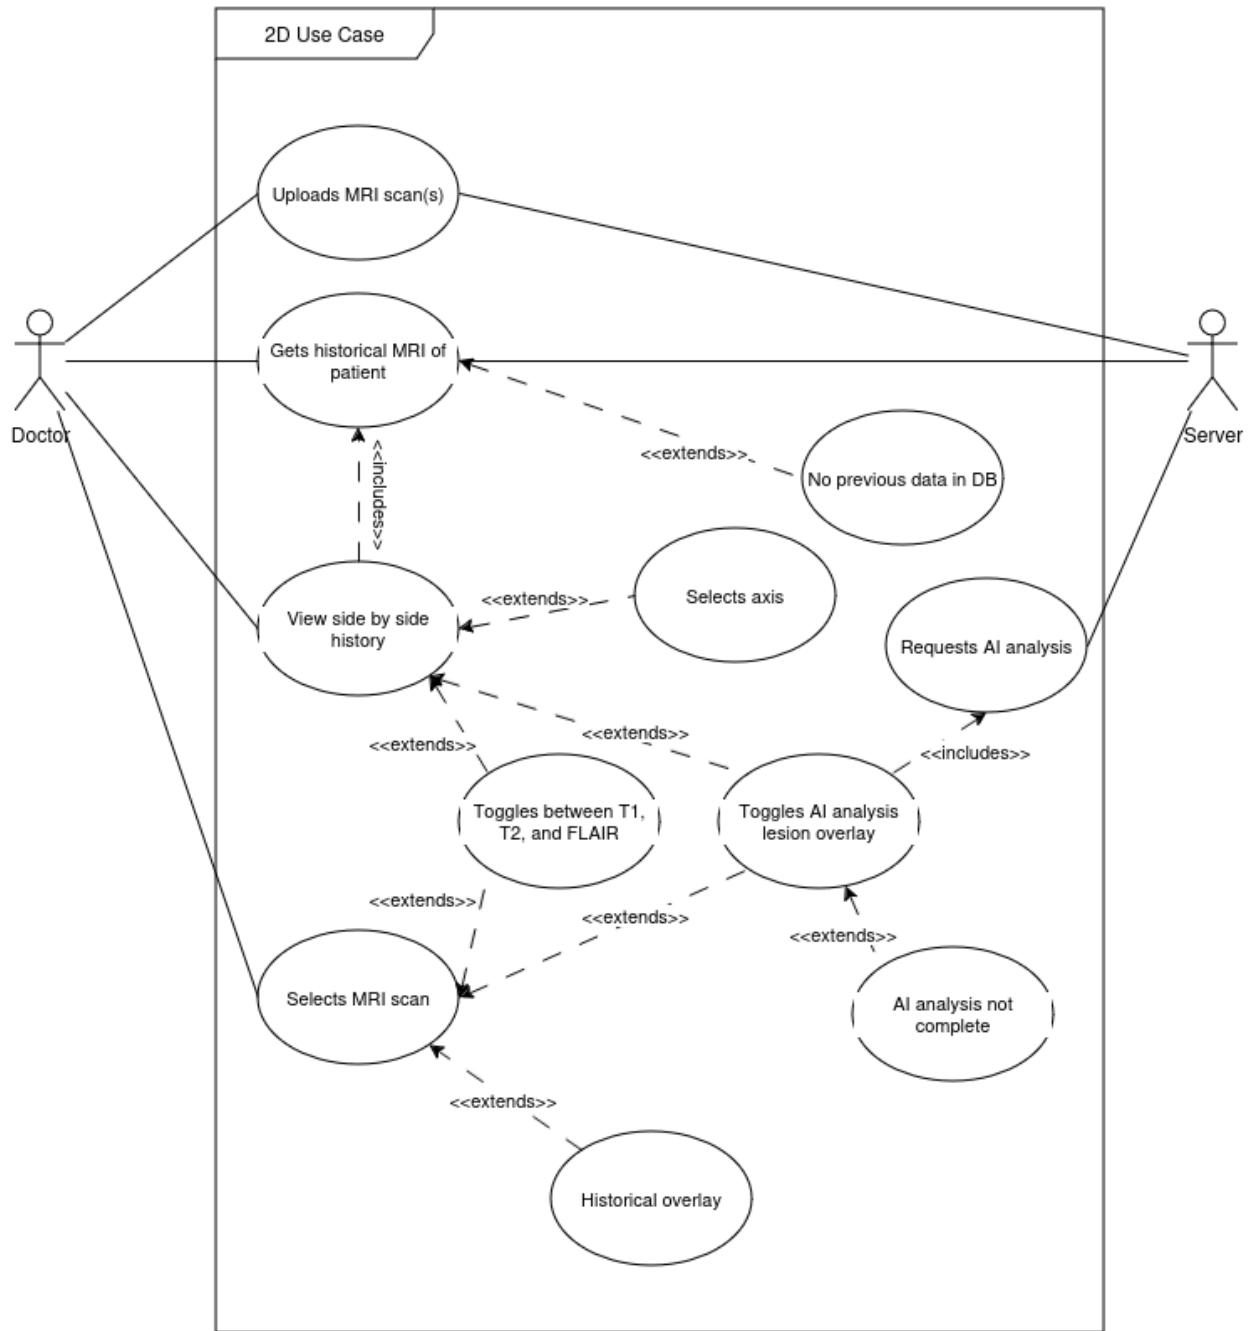 2D Use Case
Uploads MRI scan(s)
Gets historical MRI of
patient
Doctor
Server
<<includes>>
<<extends>>
No previous data in DB
View side by side
history
<<extends>>
Selects axis
Requests AI analysis
<<extends>>
<<extends>>
<<includes>>
Toggles between T1,
T2, and FLAIR
Toggles AI analysis
lesion overlay
<<extends>>
<<extends>>
<<extends>>
Selects MRI scan
AI analysis not
complete
<<extends>>
Historical overlay